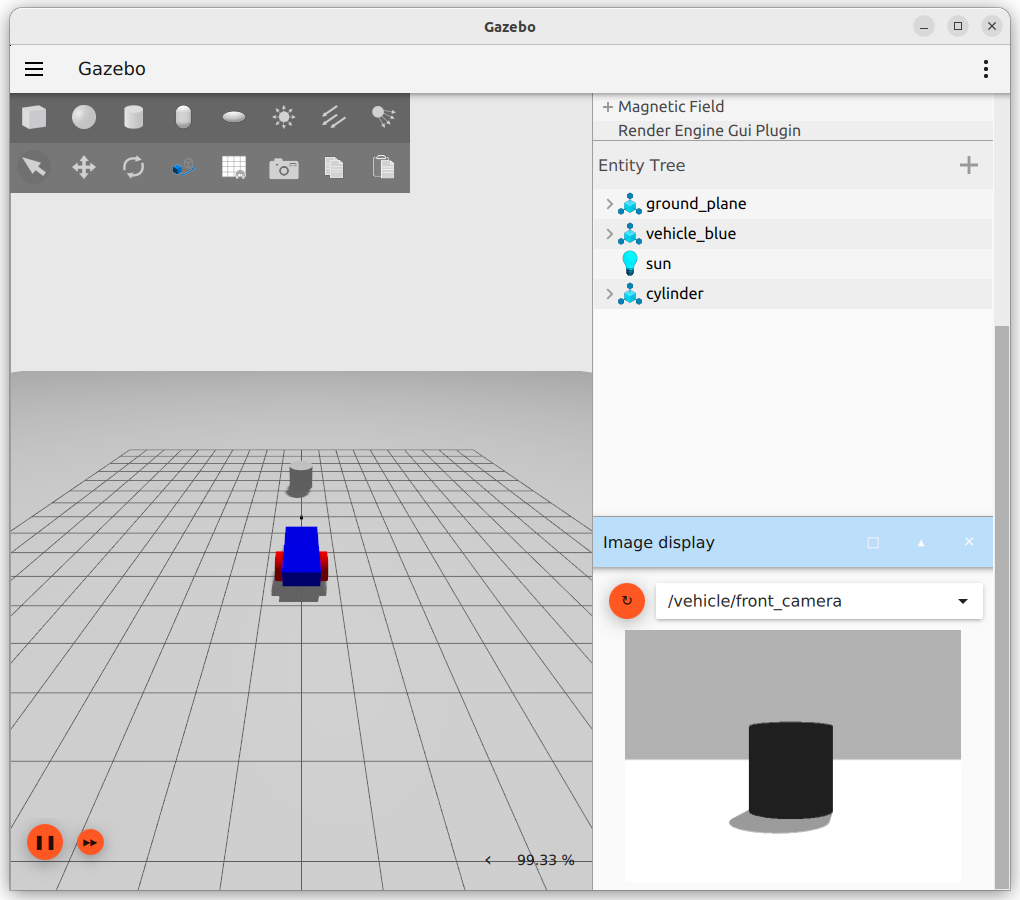 Gazebo
Gazebo
Magnetic Field
Render Engine Gui Plugin
Entity Tree
ground_plane
vehicle_blue
sun
cylinder
Image display
/vehicle/front_camera
99.33 %